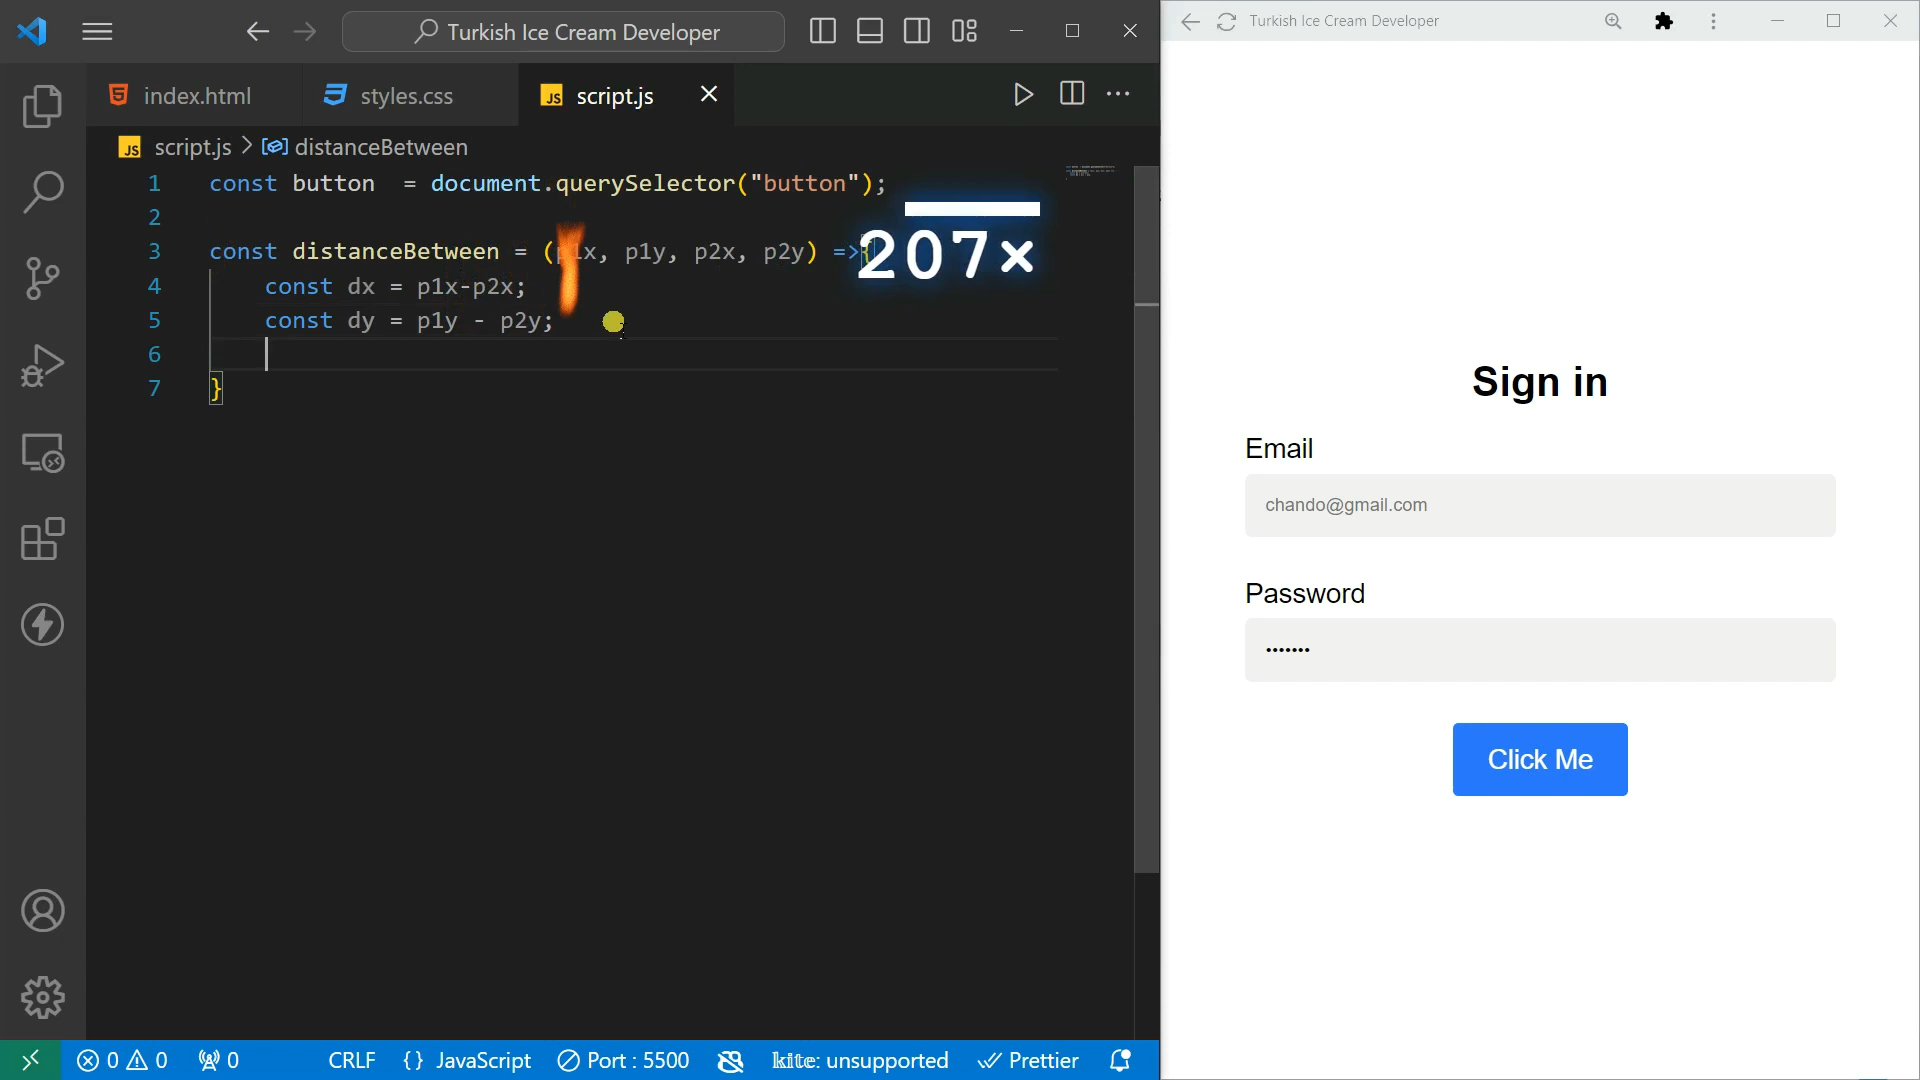 Turkish Ice Cream Developer
index.html
styles.css
JS script.js
JS script.js > distanceBetween
1 const button  = document.querySelector("button");
2
3 const distanceBetween = (p1x, p1y, p2x, p2y) =>{
4 const dx = p1x-p2x;
5 const dy = p1y - p2y;
6
7 }
207×
0 0 0 CRLF {} JavaScript Port : 5500 kite: unsupported Prettier
Turkish Ice Cream Developer
Sign in
Email
chando@gmail.com
Password
•••••••
Click Me